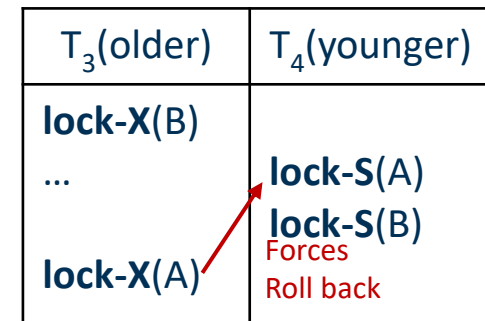 T3(older) T4(younger)
lock-X(B)
...
lock-S(A)
lock-S(B)
Forces
lock-X(A)
Roll back